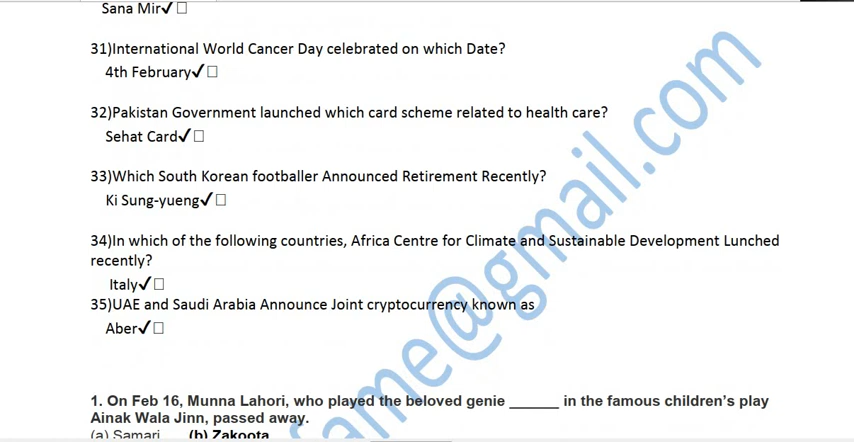 Sana Mir✔□
31)International World Cancer Day celebrated on which Date?
4th February✔□
32)Pakistan Government launched which card scheme related to health care?
Sehat Card✔□
33)Which South Korean footballer Announced Retirement Recently?
Ki Sung-yueng✔□
34)In which of the following countries, Africa Centre for Climate and Sustainable Development Lunched
recently?
Italy✔□
35)UAE and Saudi Arabia Announce Joint cryptocurrency known as
Aber✔□
1. On Feb 16, Munna Lahori, who played the beloved genie ______ in the famous children’s play
Ainak Wala Jinn, passed away.
(a) Samari (b) Zakoota
ame@gmail.com